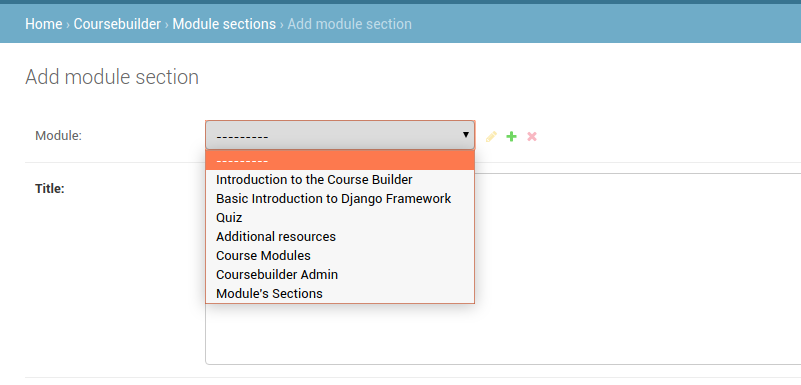 Home › Coursebuilder › Module sections › Add module section
Add module section
Module:
---------
---------
Introduction to the Course Builder
Basic Introduction to Django Framework
Title:
Quiz
Additional resources
Course Modules
Coursebuilder Admin
Module's Sections